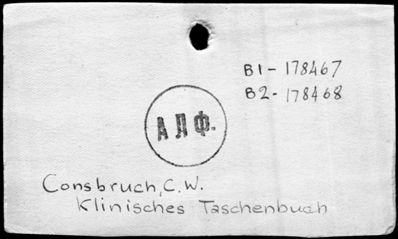 B1 - 178467
B2 - 178468
АЛФ.
Consbruch, C.W.
Klinisches Taschenbuch